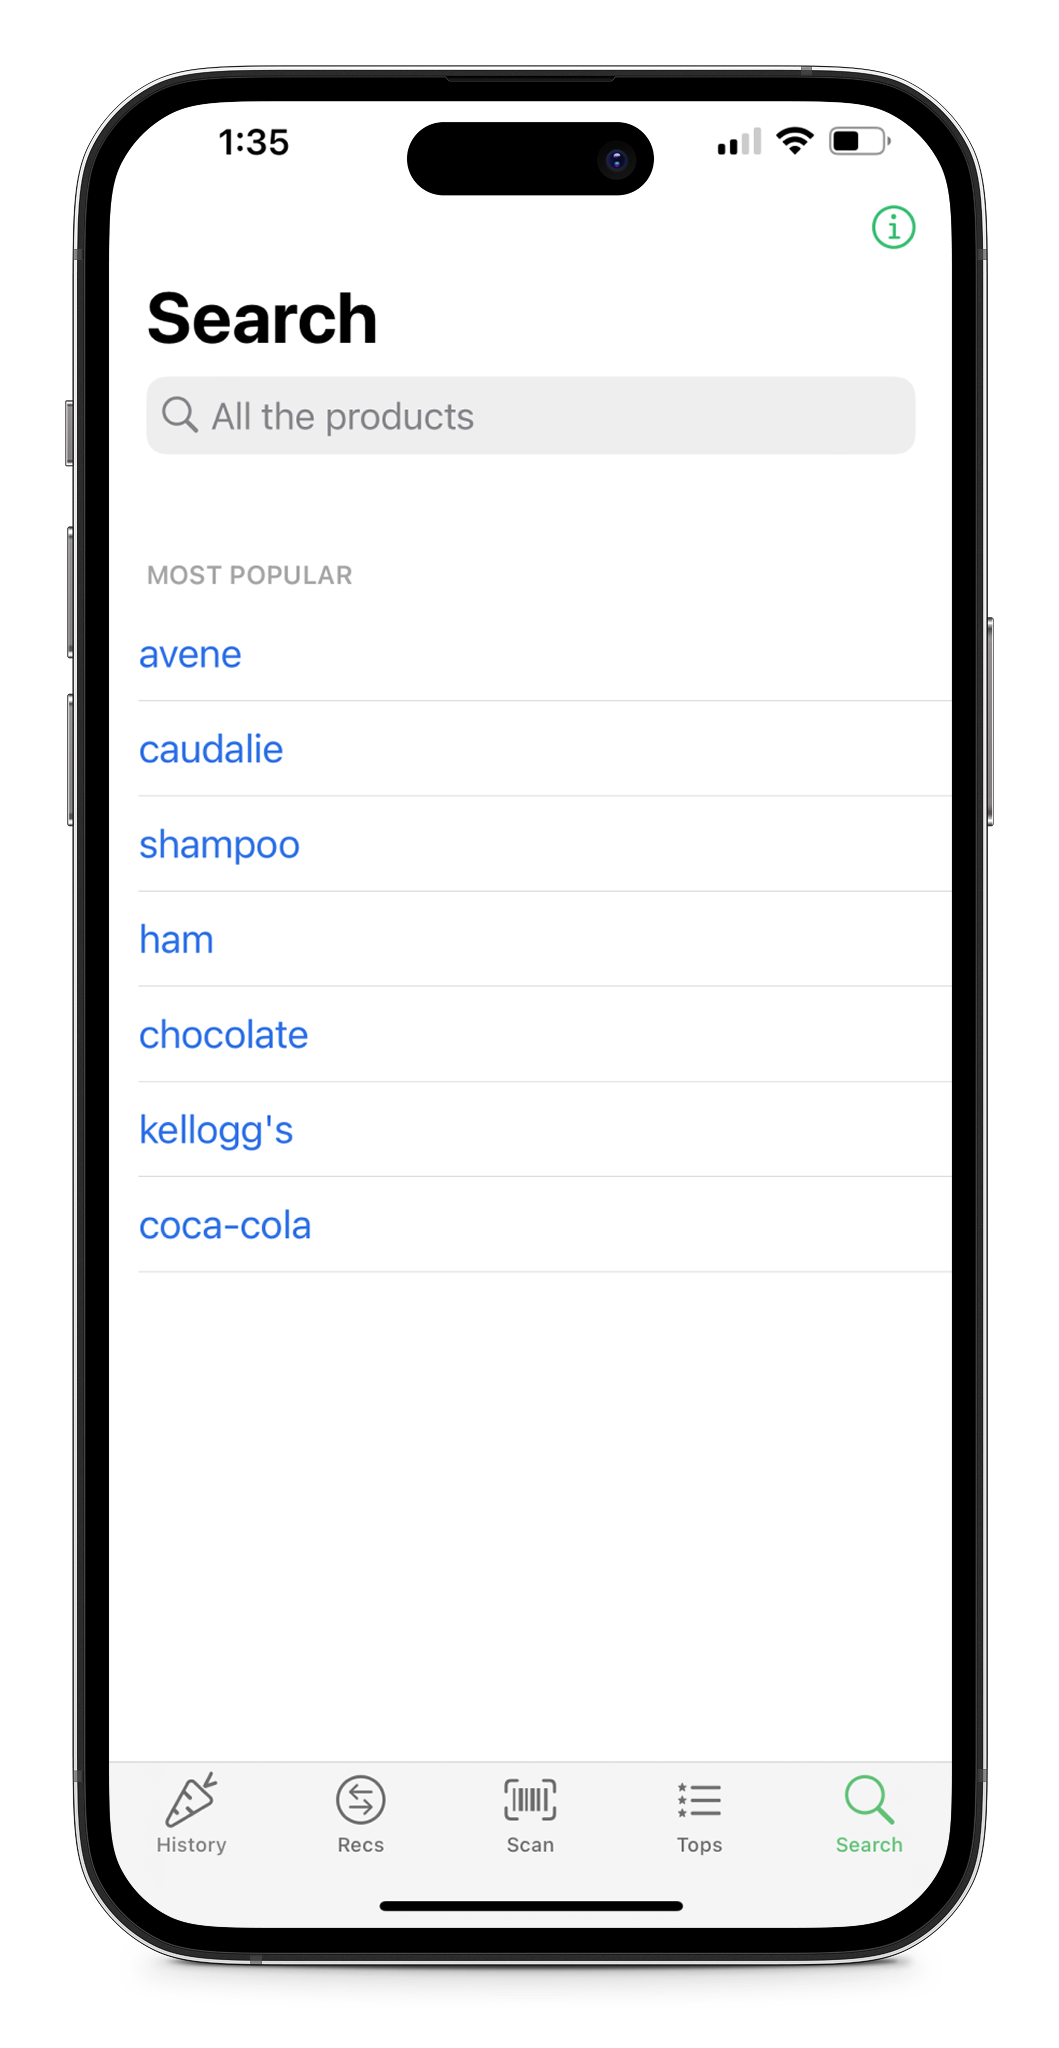 1:35
Search
All the products
MOST POPULAR
avene
caudalie
shampoo
ham
chocolate
kellogg's
coca-cola
History Recs Scan Tops Search